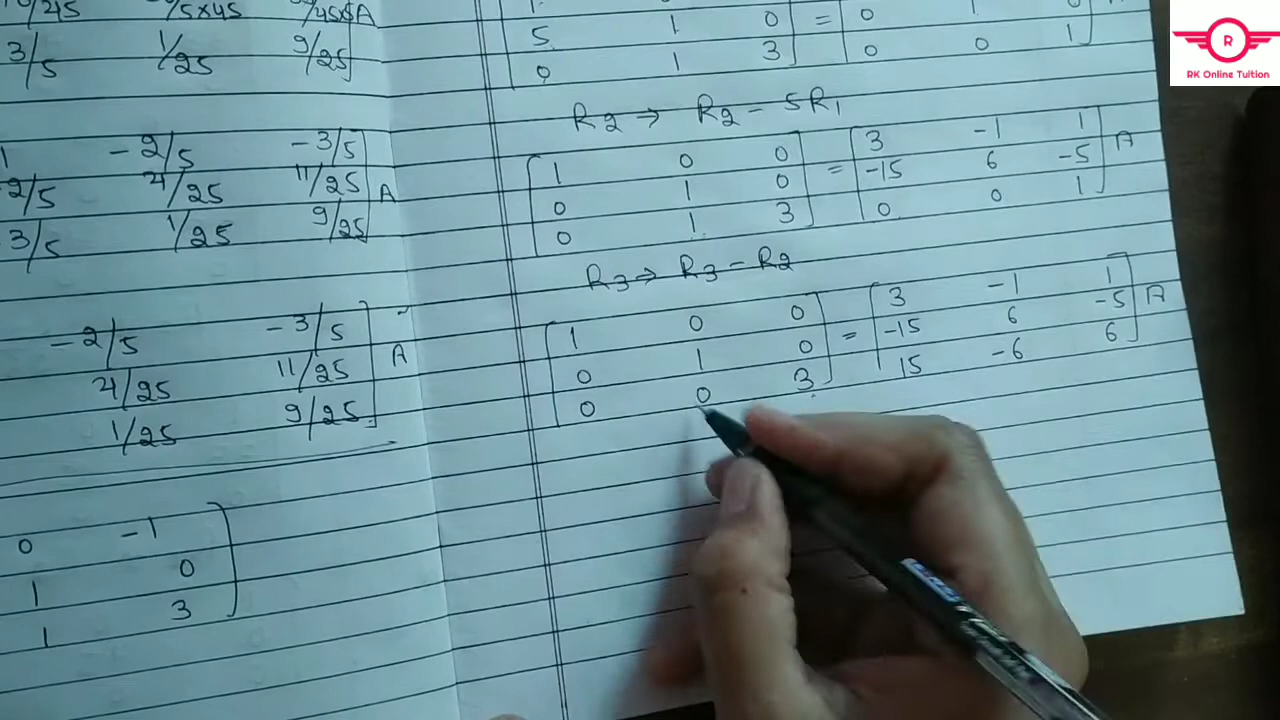 -2/5 -3/5
-2/5 21/25 11/25 A
3/5 1/25 9/25
3/5 1/25 9/25
-2/5 -3/5
21/25 11/25 A
1/25 9/25
0 -1
1 0
1 3
5 1 0 = 0 1 0
0 1 3 0 0 1
R2 → R2 - 5R1
1 0 0 3 -1 1
0 1 0 = -15 6 -5 A
0 1 3 0 0 1
R3 → R3 - R2
1 0 0 3 -1 1
0 1 0 = -15 6 -5 A
0 0 3 15 -6 6
R
RK Online Tuition